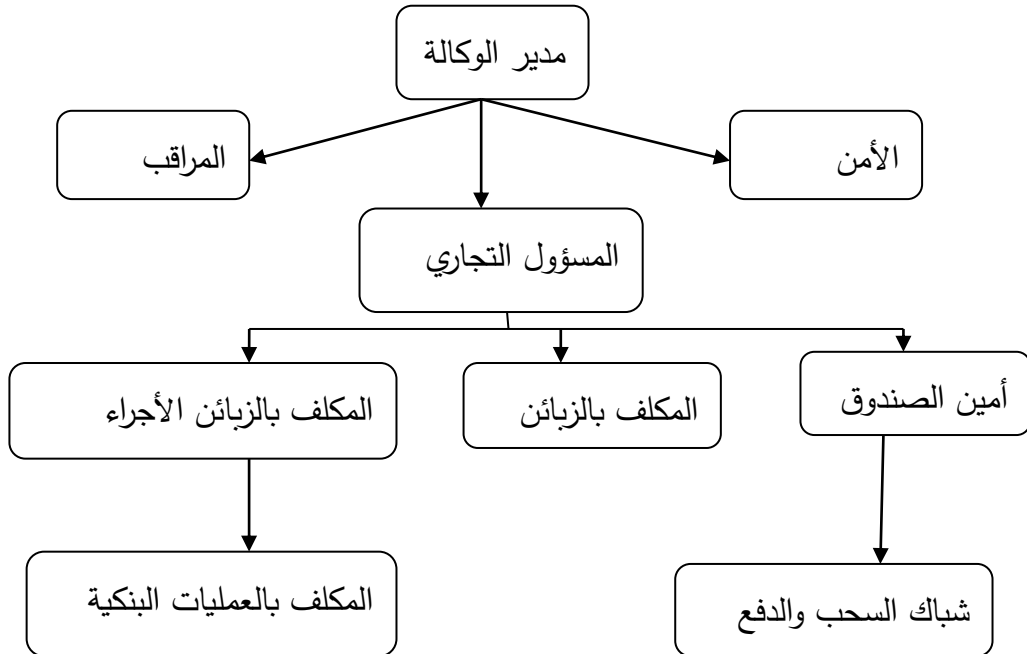 مدير الوكالة
الأمن
المراقب
المسؤول التجاري
أمين الصندوق
المكلف بالزبائن
المكلف بالزبائن الأجراء
شباك السحب والدفع
المكلف بالعمليات البنكية